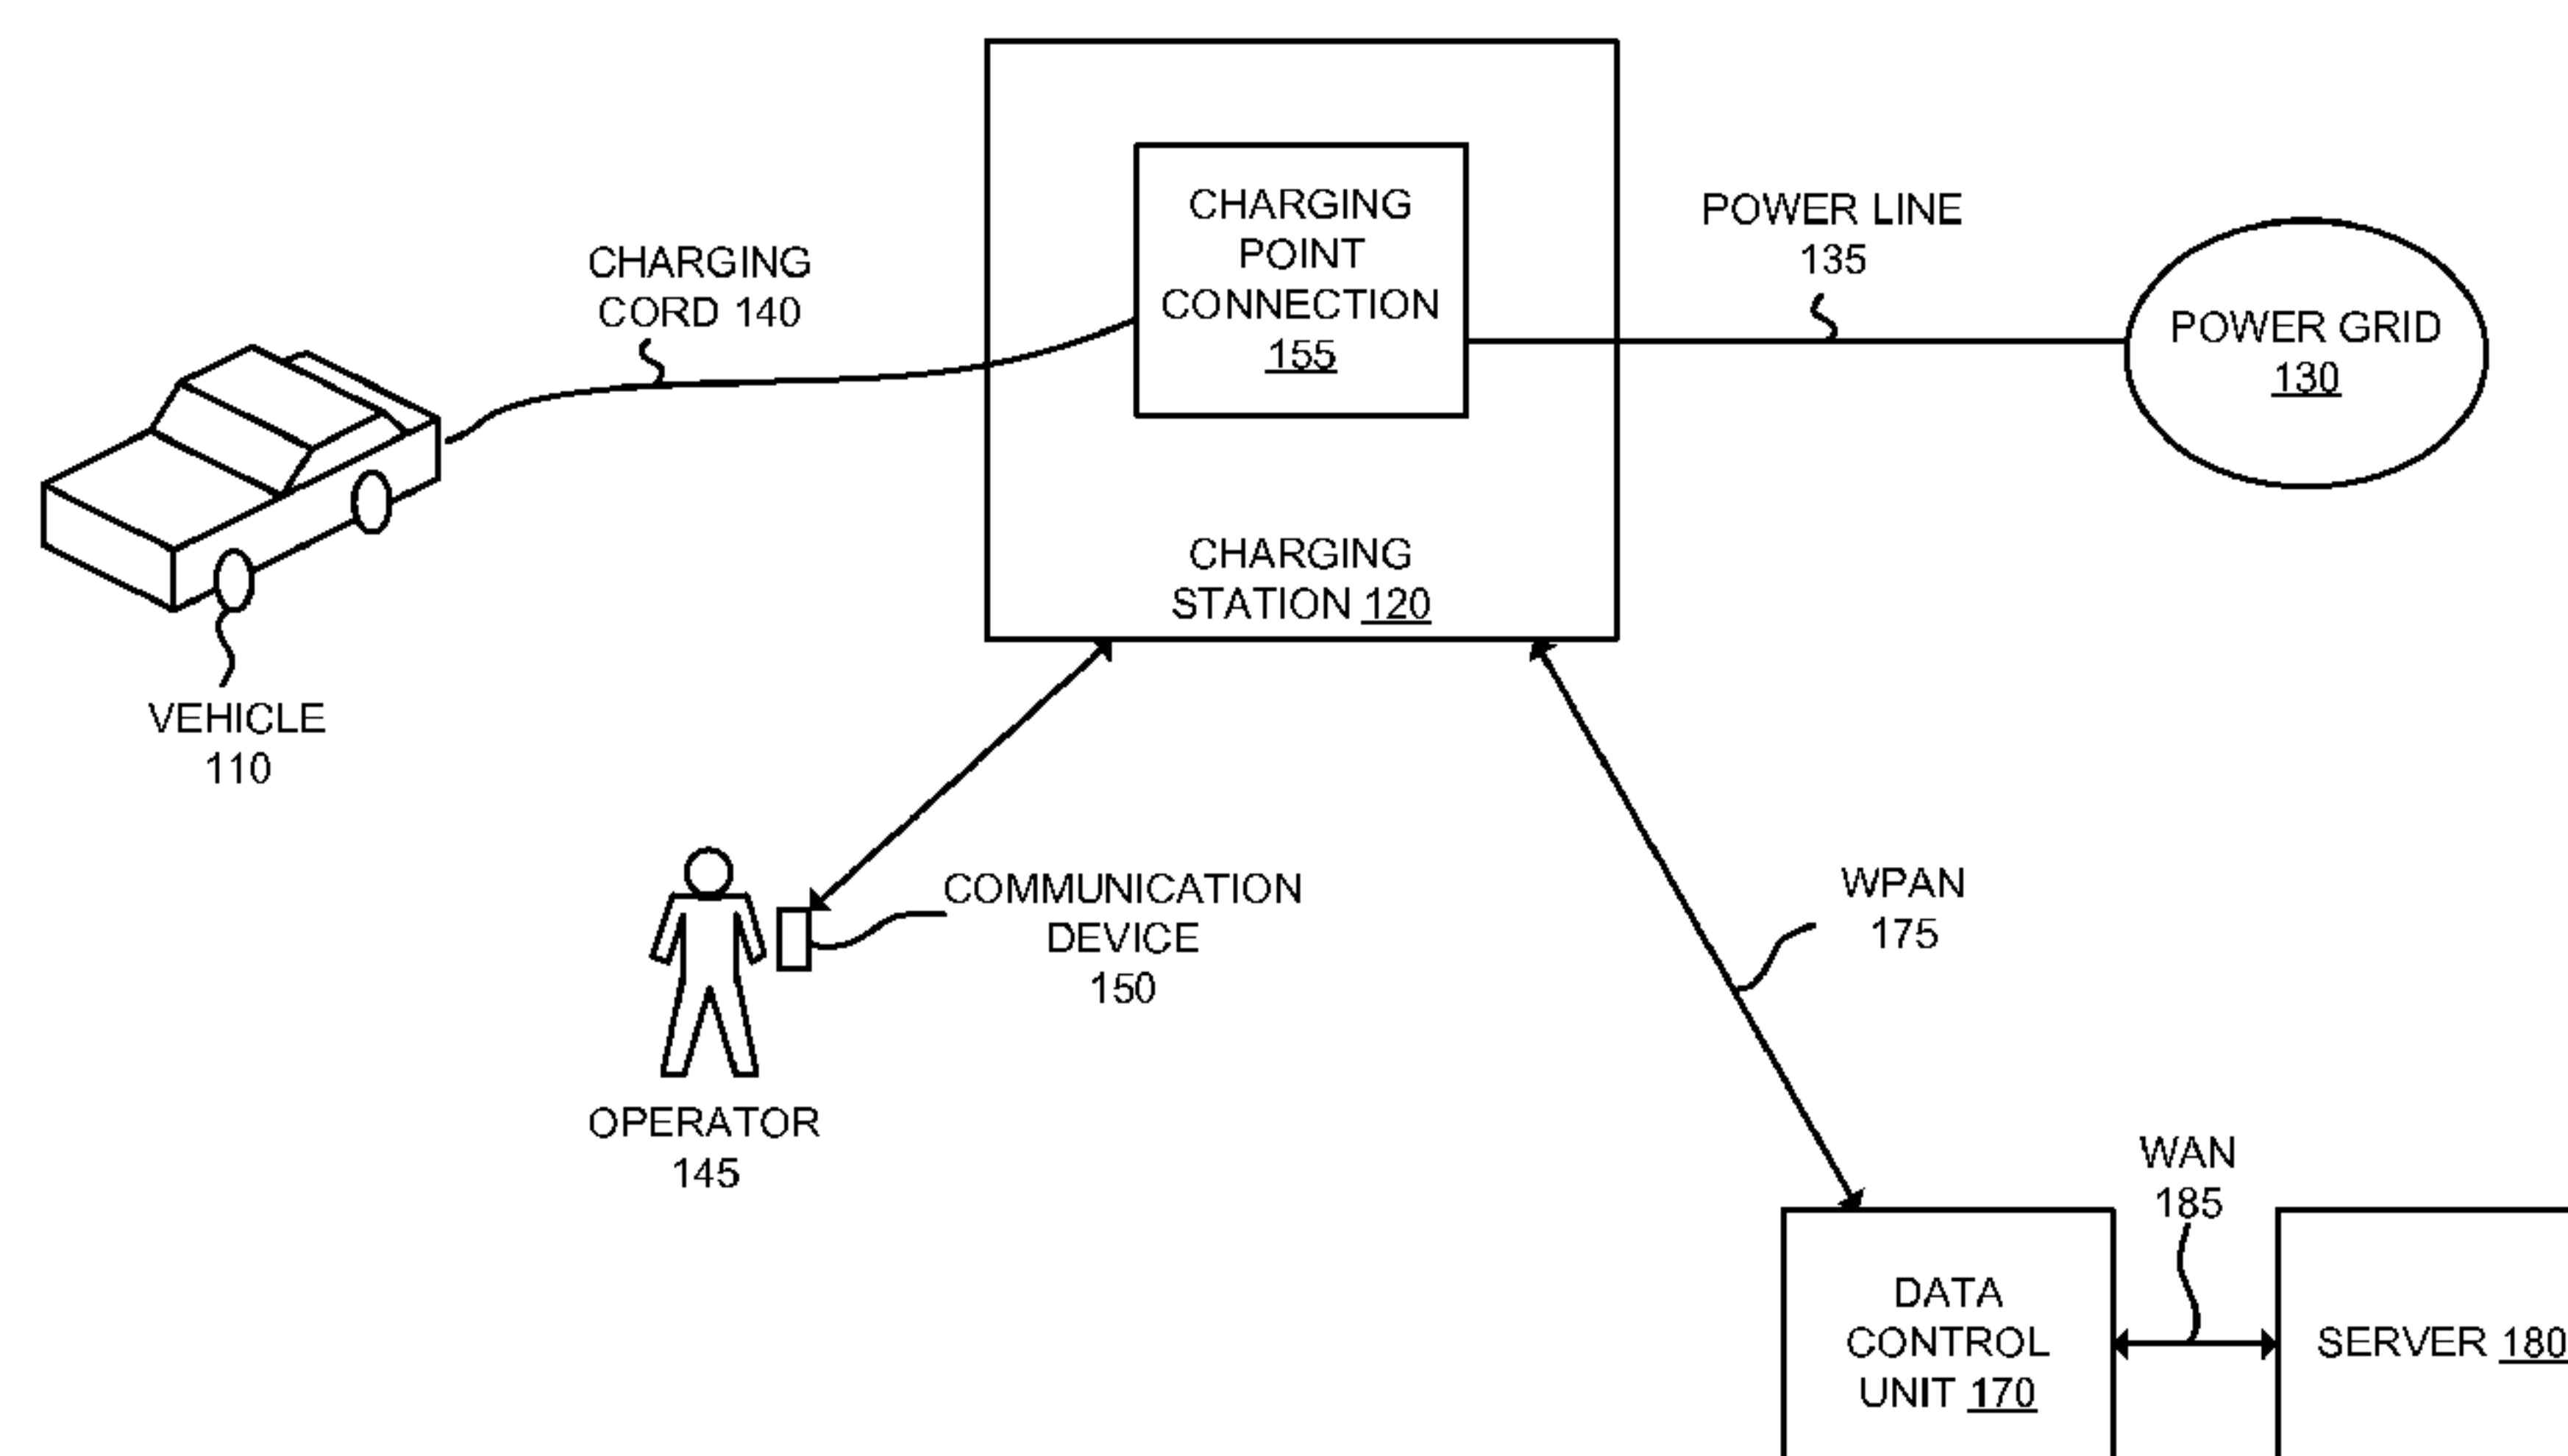 CHARGING
POINT
CONNECTION
155
POWER LINE
135
CHARGING
CORD 140
POWER GRID
130
CHARGING
STATION 120
VEHICLE
110
COMMUNICATION
DEVICE
150
WPAN
175
OPERATOR
145
WAN
185
DATA
CONTROL
UNIT 170
SERVER 180